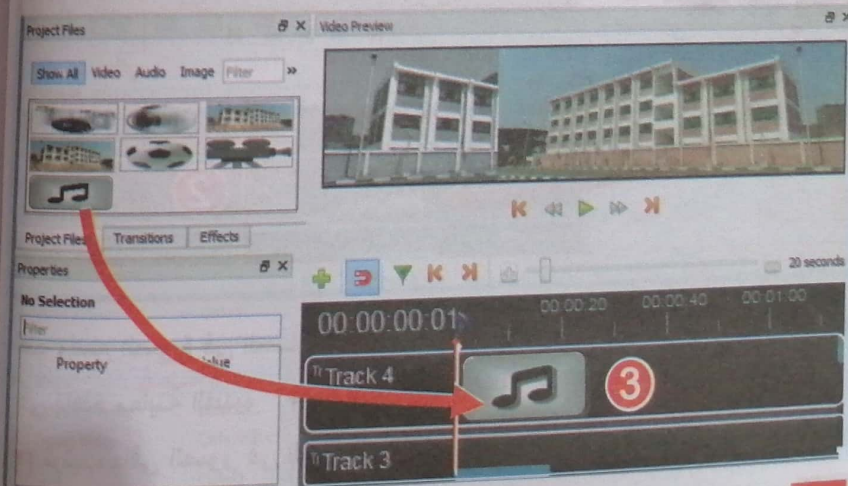 Project Files
Video Preview
Show All Video Audio Image Filter »
Project Files Transitions Effects
Properties
20 seconds
No Selection
Filter
00:00:20 00:00:40 00:01:00
00:00:00:01
Property
Track 4
3
Track 3